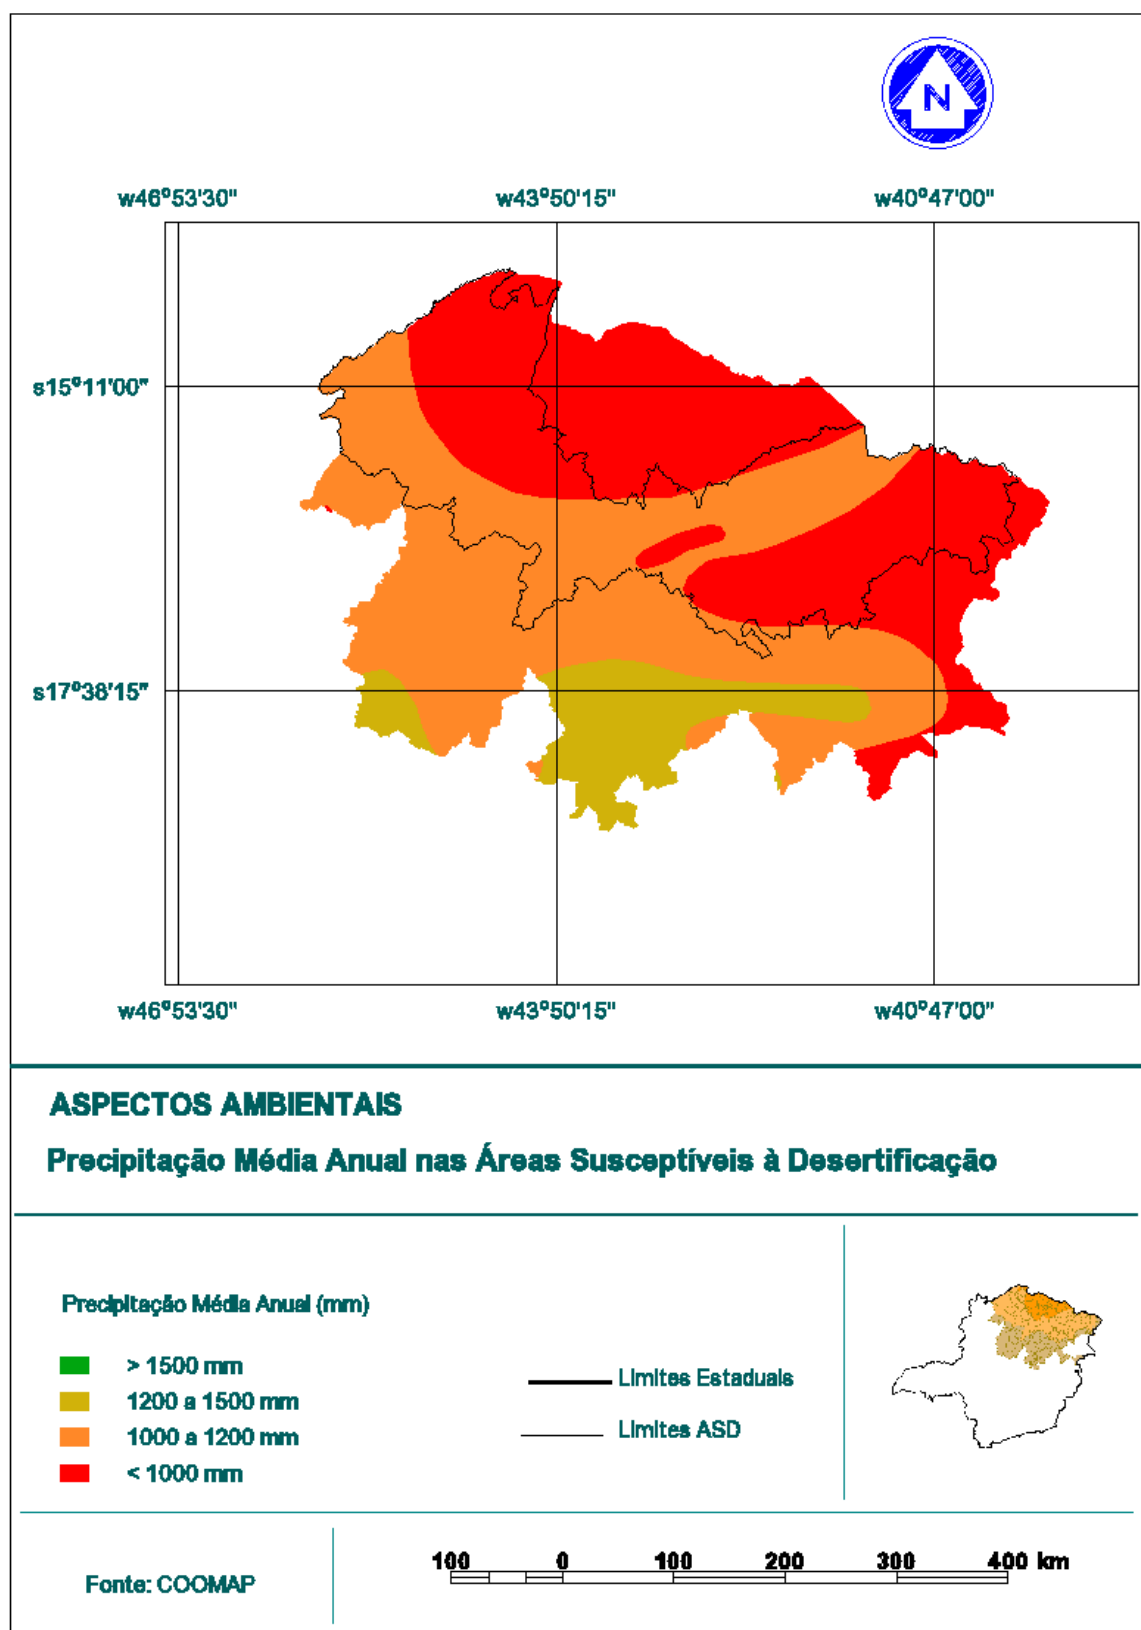 N
w46º53'30" w43º50'15" w40º47'00"
s15º11'00"
s17º38'15"
w46º53'30" w43º50'15" w40º47'00"
ASPECTOS AMBIENTAIS
Precipitação Média Anual nas Áreas Susceptíveis à Desertificação
Precipitação Média Anual (mm)
> 1500 mm
1200 a 1500 mm
1000 a 1200 mm
< 1000 mm
Limites Estaduais
Limites ASD
Fonte: COOMAP
100 0 100 200 300 400 km